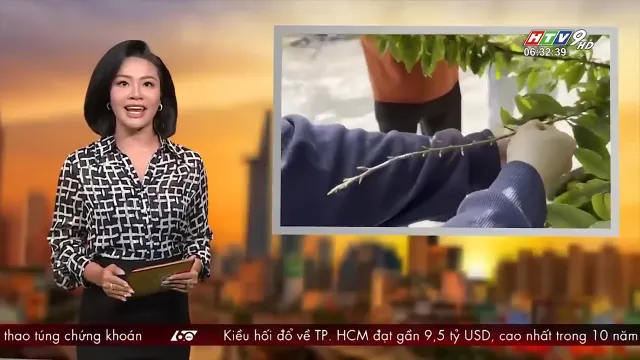 HTV9 HD
06:32:39
thao túng chứng khoán 60 Kiều hối đổ về TP. HCM đạt gần 9,5 tỷ USD, cao nhất trong 10 năm